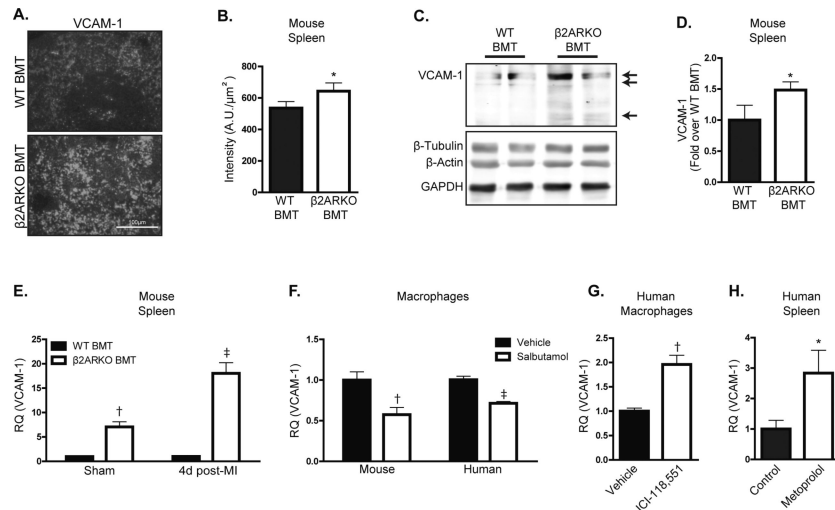 A.
VCAM-1
WT BMT
β2ARKO BMT
100μm
B.
Mouse
Spleen
Intensity (A.U./μm²)
800
600
400
200
0
*
WT
BMT
β2ARKO
BMT
C.
WT
BMT
β2ARKO
BMT
VCAM-1
β-Tubulin
β-Actin
GAPDH
D.
Mouse
Spleen
VCAM-1
(Fold over WT BMT)
2.0
1.5
1.0
0.5
0.0
*
WT
BMT
β2ARKO
BMT
E.
Mouse
Spleen
RQ (VCAM-1)
25
20
15
10
5
0
WT BMT
β2ARKO BMT
†
‡
Sham
4d post-MI
F.
Macrophages
RQ (VCAM-1)
1.5
1.0
0.5
0.0
Vehicle
Salbutamol
†
‡
Mouse
Human
G.
Human
Macrophages
RQ (VCAM-1)
2.5
2.0
1.5
1.0
0.5
0.0
†
Vehicle
ICI-118,551
H.
Human
Spleen
RQ (VCAM-1)
4
3
2
1
0
*
Control
Metoprolol